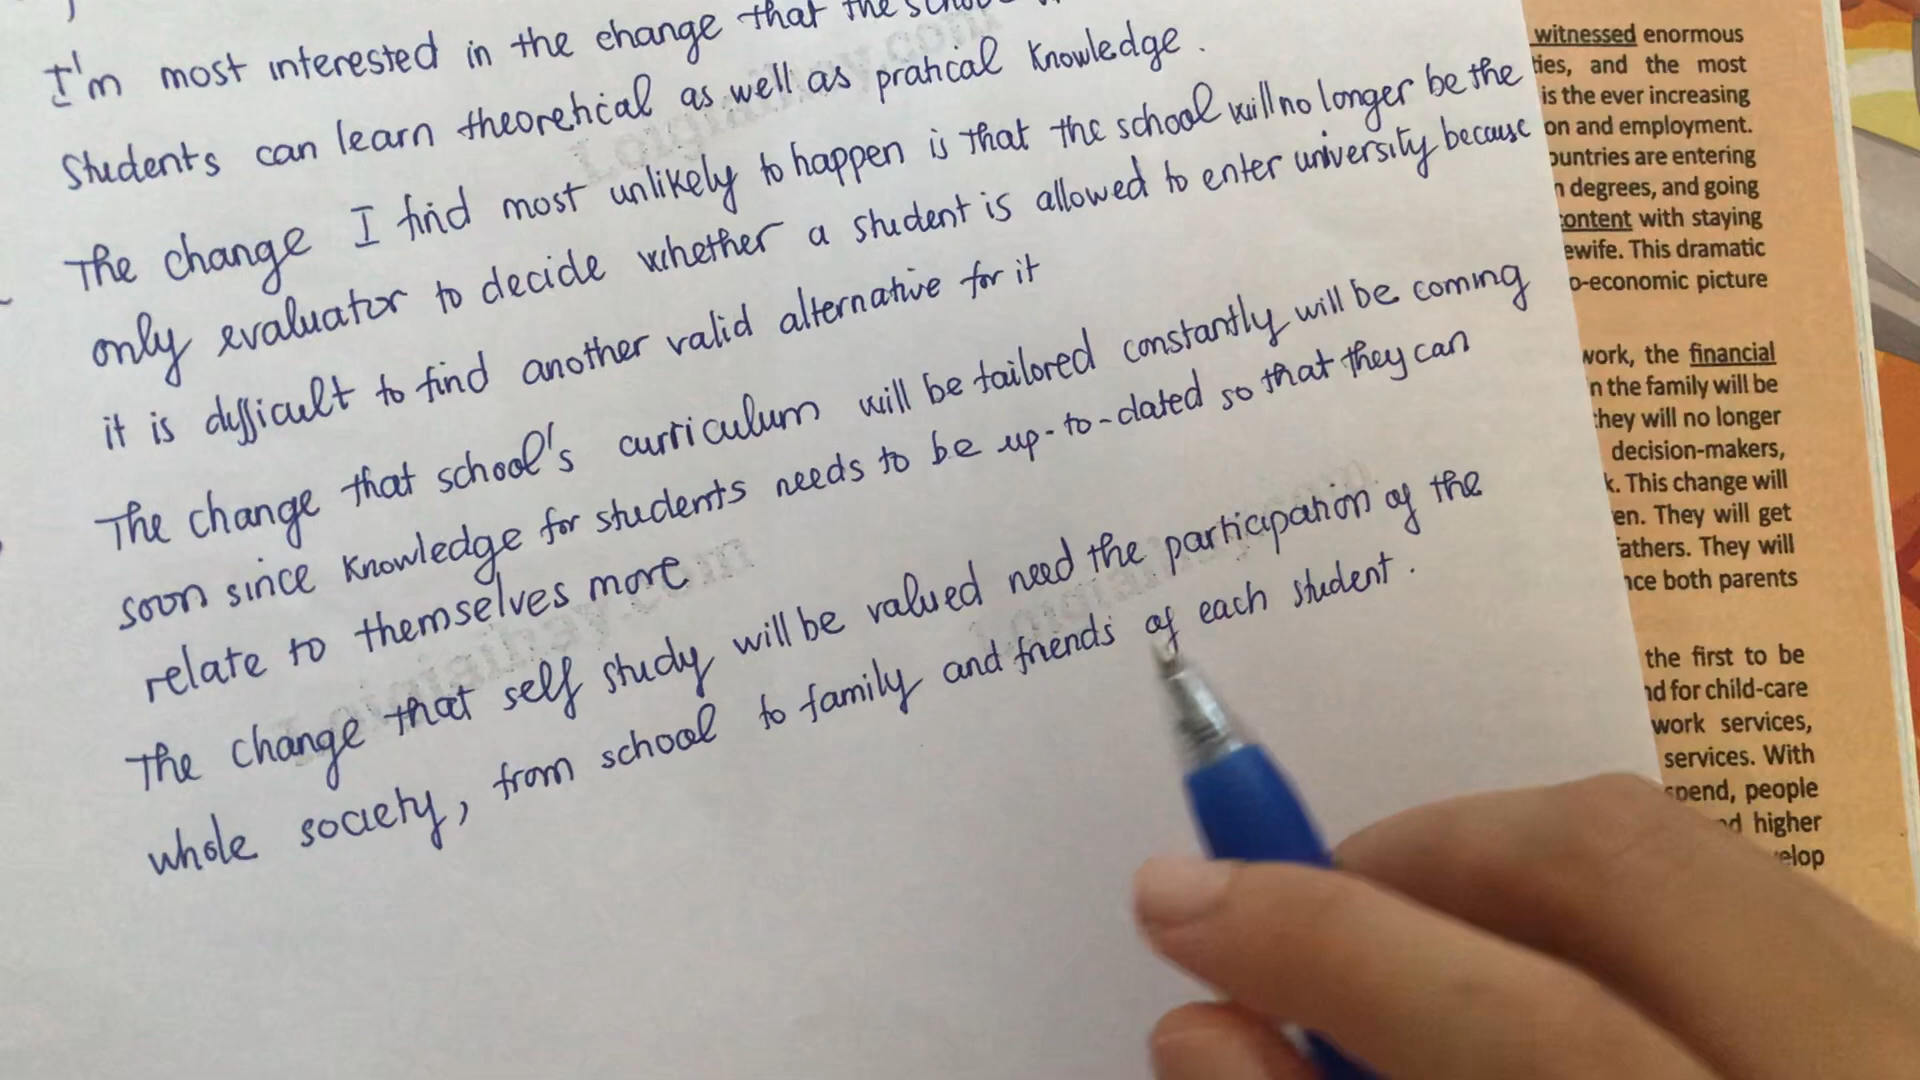 I'm most interested in the change that the
Students can learn theoretical as well as pratical knowledge.
The change I find most unlikely to happen is that the school will no longer be the
only evaluator to decide whether a student is allowed to enter university because
it is difficult to find another valid alternative for it
The change that school's curriculum will be tailored constantly will be coming
soon since knowledge for students needs to be up-to-dated so that they can
relate to themselves more
The change that self study will be valued need the participation of the
whole society, from school to family and friends of each student.
witnessed enormous
ties, and the most
is the ever increasing
on and employment.
ountries are entering
degrees, and going
content with staying
ewife. This dramatic
o-economic picture
work, the financial
n the family will be
they will no longer
decision-makers,
k. This change will
en. They will get
fathers. They will
nce both parents
the first to be
nd for child-care
work services,
services. With
spend, people
higher
elop